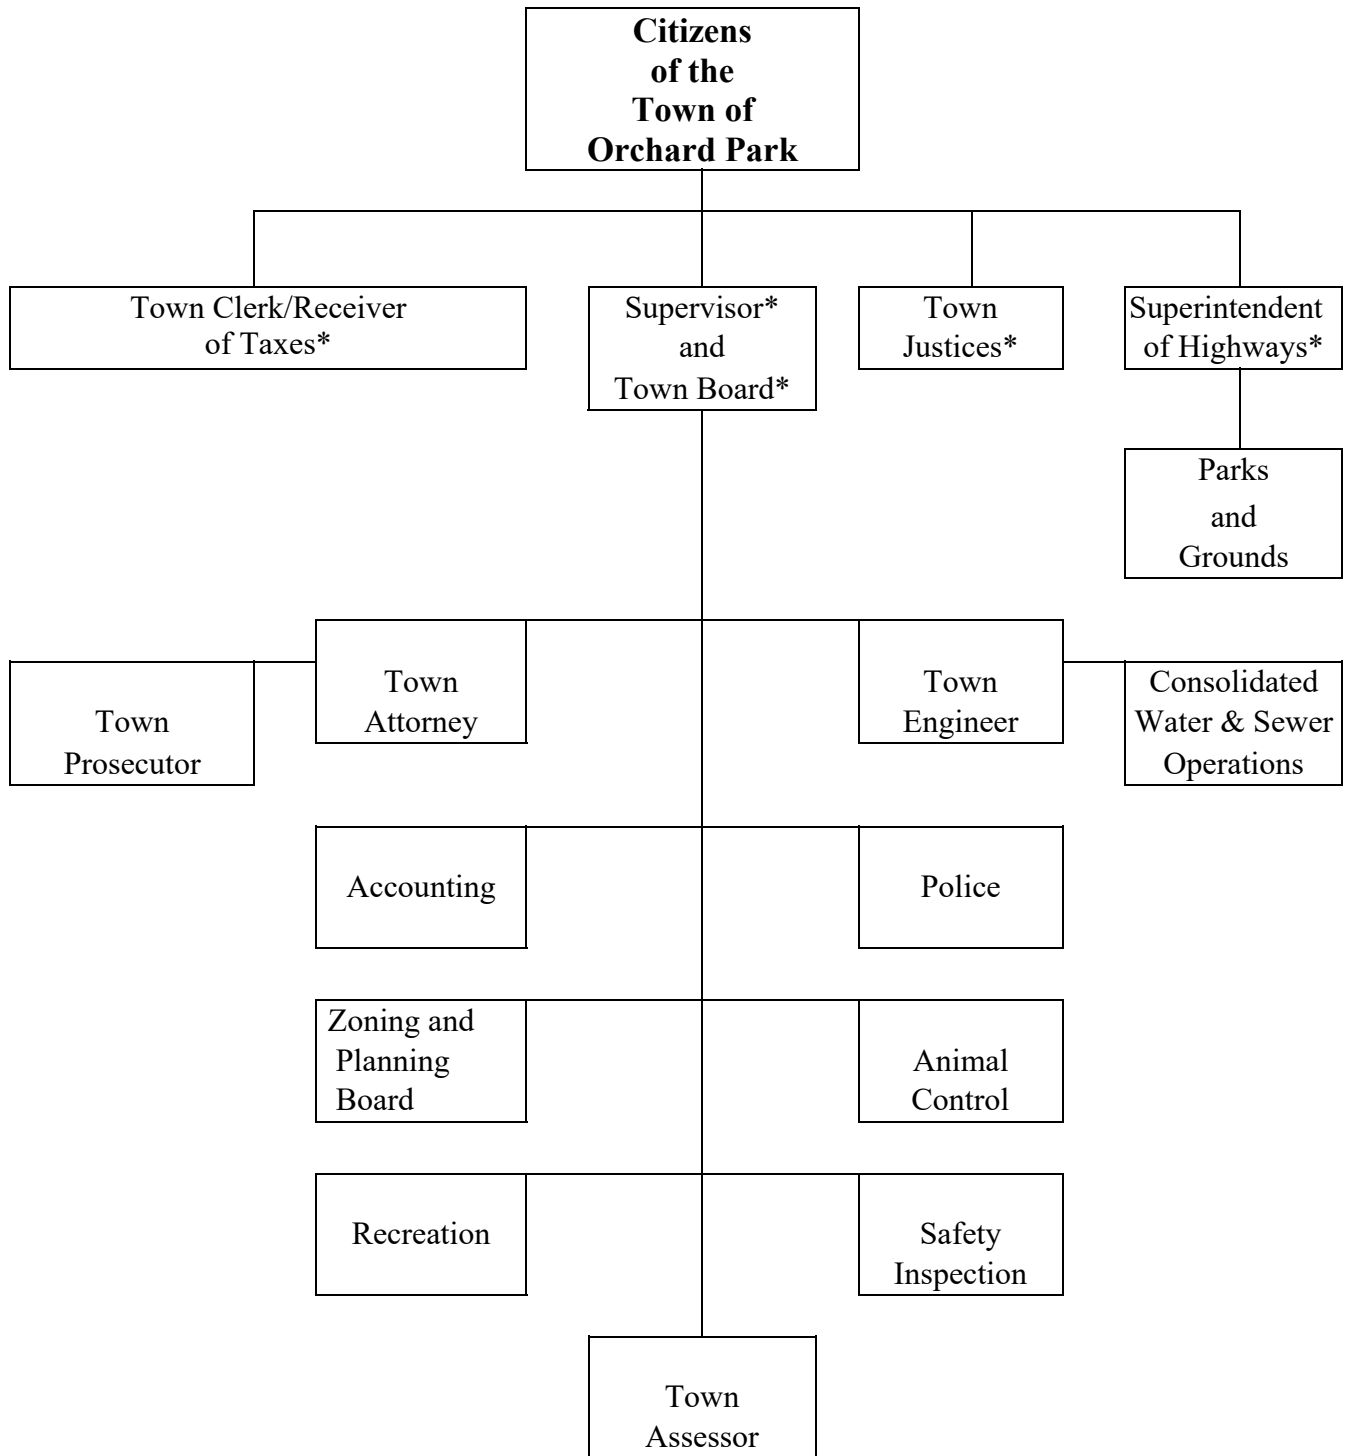 Citizens
of the
Town of
Orchard Park
Town Clerk/Receiver
of Taxes*
Supervisor*
and
Town Board*
Town
Justices*
Superintendent
of Highways*
Parks
and
Grounds
Town
Prosecutor
Town
Attorney
Town
Engineer
Consolidated
Water & Sewer
Operations
Accounting
Police
Zoning and
Planning
Board
Animal
Control
Recreation
Safety
Inspection
Town
Assessor